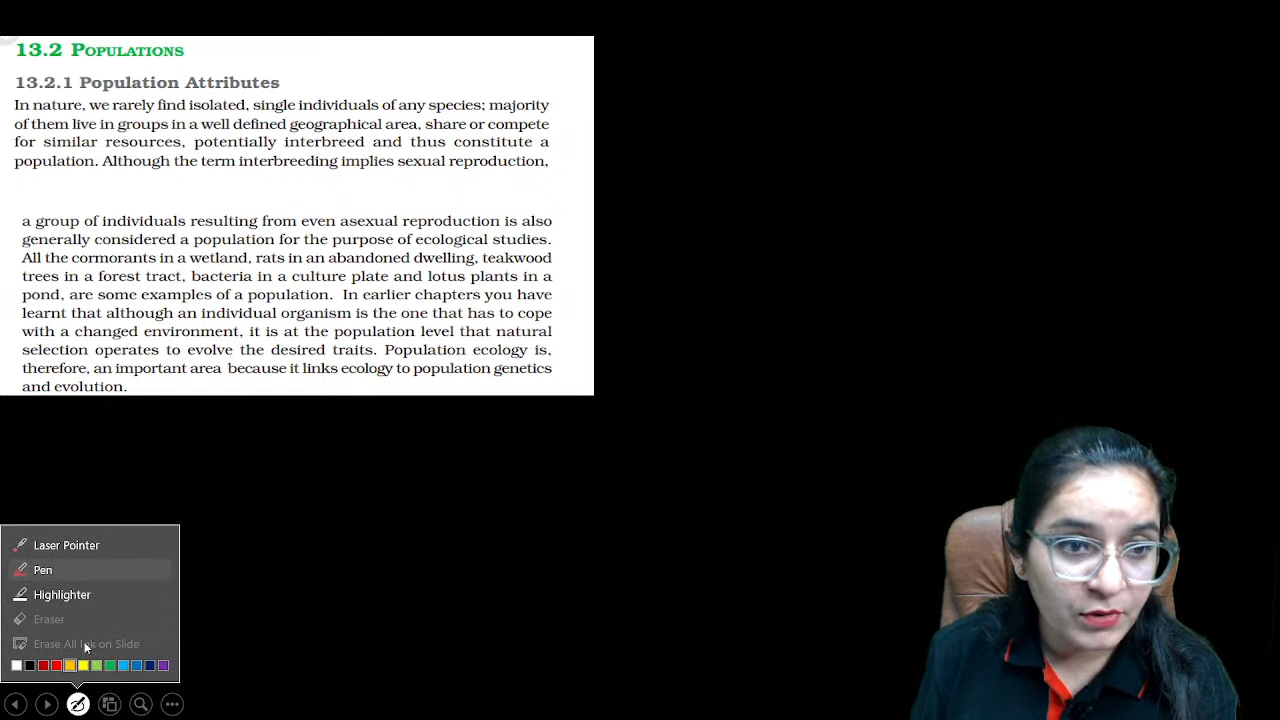 13.2 POPULATIONS
13.2.1 Population Attributes
In nature, we rarely find isolated, single individuals of any species; majority
of them live in groups in a well defined geographical area, share or compete
for similar resources, potentially interbreed and thus constitute a
population. Although the term interbreeding implies sexual reproduction,
a group of individuals resulting from even asexual reproduction is also
generally considered a population for the purpose of ecological studies.
All the cormorants in a wetland, rats in an abandoned dwelling, teakwood
trees in a forest tract, bacteria in a culture plate and lotus plants in a
pond, are some examples of a population. In earlier chapters you have
learnt that although an individual organism is the one that has to cope
with a changed environment, it is at the population level that natural
selection operates to evolve the desired traits. Population ecology is,
therefore, an important area because it links ecology to population genetics
and evolution.
Laser Pointer
Pen
Highlighter
Eraser
Erase All Ink on Slide